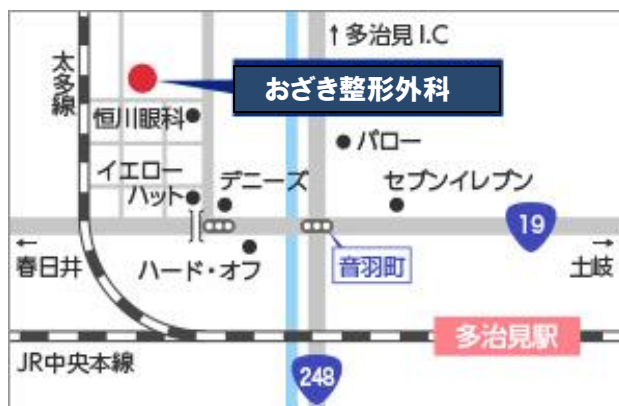 ↑多治見I.C
太多線
おざき整形外科
恒川眼科
バロー
イエロー
ハット
デニーズ
セブンイレブン
19
←
春日井
ハード・オフ
音羽町
→
土岐
多治見駅
JR中央本線
248